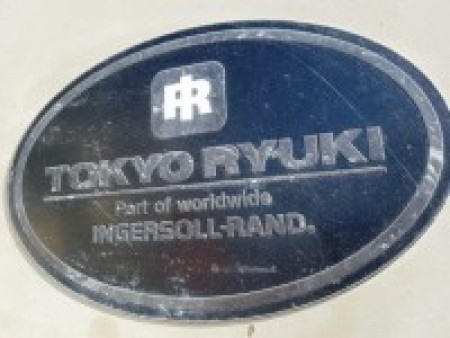 IR
TOKYO RYUKI
Part of worldwide
INGERSOLL-RAND.